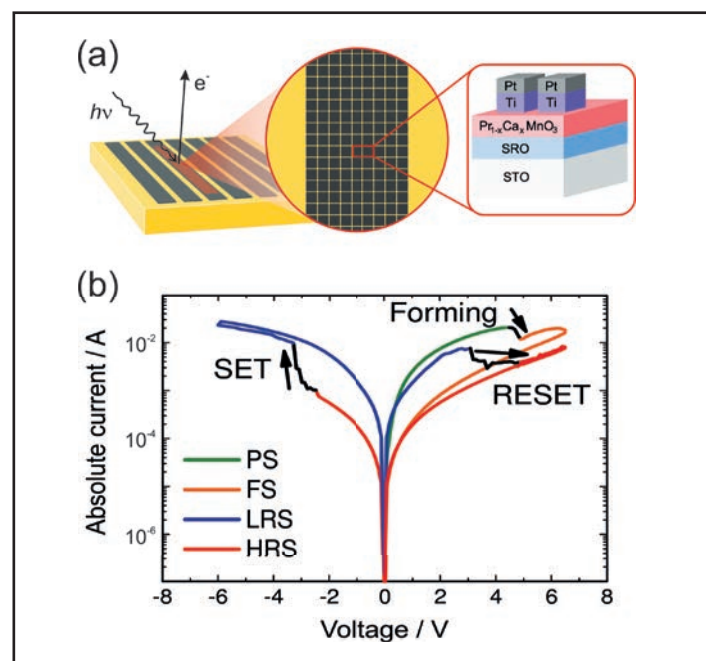 (a)
e⁻
hν
Pt Pt
Ti Ti
Pr₁₋ₓCaₓMnO₃
SRO
STO
(b)
Absolute current / A
10⁻²
10⁻⁴
10⁻⁶
Forming
SET
RESET
PS
FS
LRS
HRS
-8 -6 -4 -2 0 2 4 6 8
Voltage / V